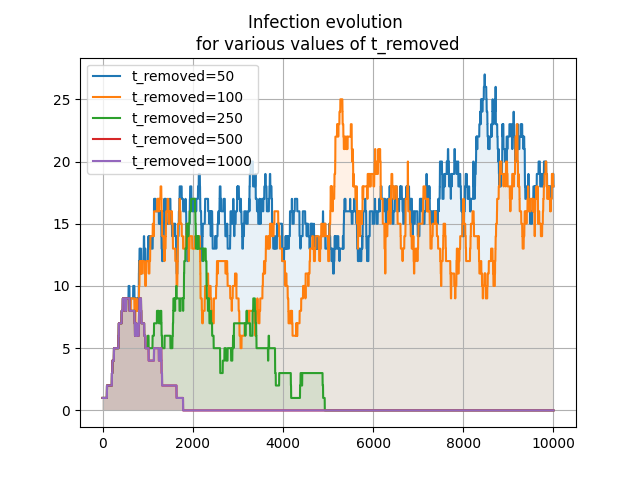 Infection evolution
for various values of t_removed
t_removed=50
t_removed=100
t_removed=250
t_removed=500
t_removed=1000
25
20
15
10
5
0
0 2000 4000 6000 8000 10000